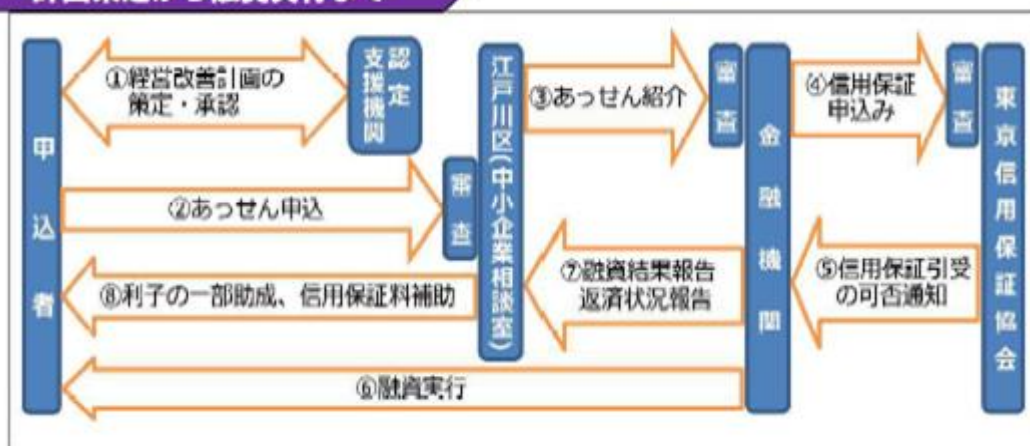 ①経営改善計画の
策定・承認
認定
支援機関
申込者
②あっせん申込
審査
江戸川区(中小企業相談室)
③あっせん紹介
審査
金融機関
④信用保証
申込み
審査
東京信用保証協会
⑤信用保証引受
の可否通知
⑥融資実行
⑦融資結果報告
返済状況報告
⑧利子の一部助成、信用保証料補助